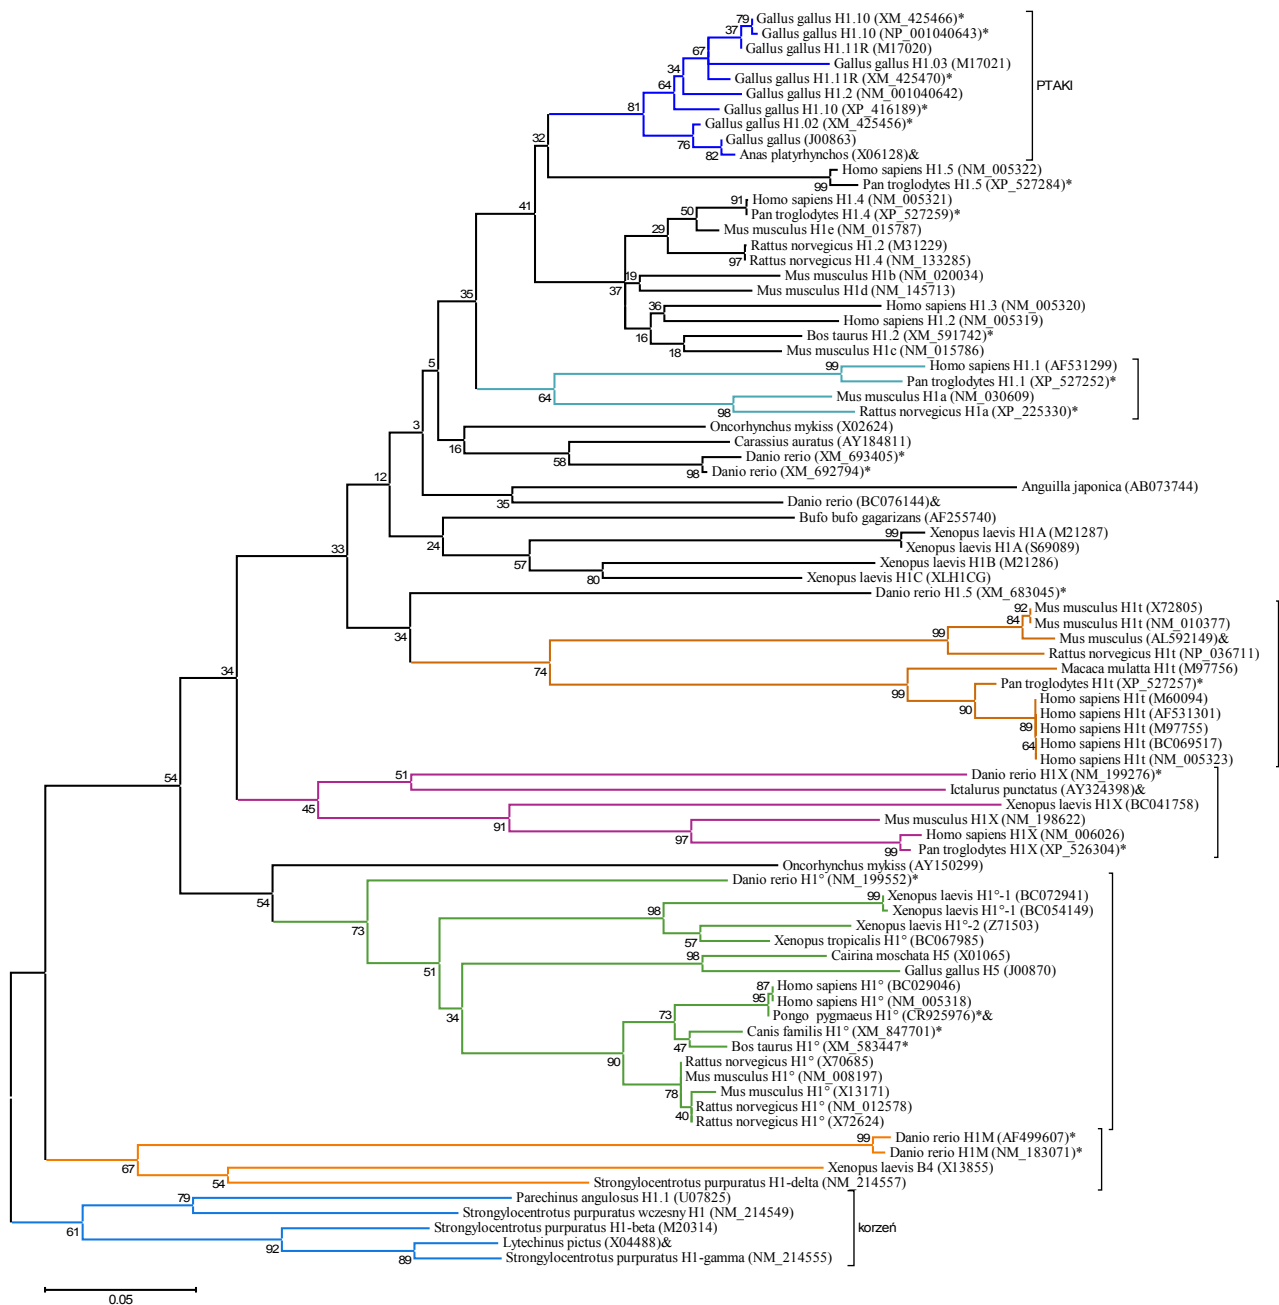 79 Gallus gallus H1.10 (XM_425466)*
37 Gallus gallus H1.10 (NP_001040643)*
Gallus gallus H1.11R (M17020)
67 Gallus gallus H1.03 (M17021)
34 Gallus gallus H1.11R (XM_425470)*
64 Gallus gallus H1.2 (NM_001040642)
PTAKI
81 Gallus gallus H1.10 (XP_416189)*
Gallus gallus H1.02 (XM_425456)*
32 76 Gallus gallus (J00863)
82 Anas platyrhynchos (X06128)&
Homo sapiens H1.5 (NM_005322)
99 Pan troglodytes H1.5 (XP_527284)*
91 Homo sapiens H1.4 (NM_005321)
41 50 Pan troglodytes H1.4 (XP_527259)*
29 Mus musculus H1e (NM_015787)
Rattus norvegicus H1.2 (M31229)
97 Rattus norvegicus H1.4 (NM_133285)
19 Mus musculus H1b (NM_020034)
35 37 Mus musculus H1d (NM_145713)
36 Homo sapiens H1.3 (NM_005320)
Homo sapiens H1.2 (NM_005319)
16 Bos taurus H1.2 (XM_591742)*
18 Mus musculus H1c (NM_015786)
5 99 Homo sapiens H1.1 (AF531299)
Pan troglodytes H1.1 (XP_527252)*
64 Mus musculus H1a (NM_030609)
98 Rattus norvegicus H1a (XP_225330)*
3 Oncorhynchus mykiss (X02624)
16 Carassius auratus (AY184811)
58 Danio rerio (XM_693405)*
12 98 Danio rerio (XM_692794)*
Anguilla japonica (AB073744)
35 Danio rerio (BC076144)&
Bufo bufo gagarizans (AF255740)
99 Xenopus laevis H1A (M21287)
33 24 Xenopus laevis H1A (S69089)
57 Xenopus laevis H1B (M21286)
80 Xenopus laevis H1C (XLH1CG)
Danio rerio H1.5 (XM_683045)*
92 Mus musculus H1t (X72805)
84 Mus musculus H1t (NM_010377)
34 99 Mus musculus (AL592149)&
Rattus norvegicus H1t (NP_036711)
34 74 Macaca mulatta H1t (M97756)
99 Pan troglodytes H1t (XP_527257)*
Homo sapiens H1t (M60094)
90 Homo sapiens H1t (AF531301)
89 Homo sapiens H1t (M97755)
64 Homo sapiens H1t (BC069517)
Homo sapiens H1t (NM_005323)
54 51 Danio rerio H1X (NM_199276)*
Ictalurus punctatus (AY324398)&
45 Xenopus laevis H1X (BC041758)
91 Mus musculus H1X (NM_198622)
97 Homo sapiens H1X (NM_006026)
99 Pan troglodytes H1X (XP_526304)*
Oncorhynchus mykiss (AY150299)
Danio rerio H1° (NM_199552)*
54 99 Xenopus laevis H1°-1 (BC072941)
98 Xenopus laevis H1°-1 (BC054149)
73 Xenopus laevis H1°-2 (Z71503)
57 Xenopus tropicalis H1° (BC067985)
98 Cairina moschata H5 (X01065)
51 Gallus gallus H5 (J00870)
87 Homo sapiens H1° (BC029046)
95 Homo sapiens H1° (NM_005318)
34 73 Pongo pygmaeus H1° (CR925976)*&
Canis familis H1° (XM_847701)*
47 Bos taurus H1° (XM_583447*
90 Rattus norvegicus H1° (X70685)
Mus musculus H1° (NM_008197)
78 Mus musculus H1° (X13171)
Rattus norvegicus H1° (NM_012578)
40 Rattus norvegicus H1° (X72624)
99 Danio rerio H1M (AF499607)*
Danio rerio H1M (NM_183071)*
67 Xenopus laevis B4 (X13855)
54 Strongylocentrotus purpuratus H1-delta (NM_214557)
79 Parechinus angulosus H1.1 (U07825)
Strongylocentrotus purpuratus wczesny H1 (NM_214549)
61 Strongylocentrotus purpuratus H1-beta (M20314)
korzeń
92 Lytechinus pictus (X04488)&
89 Strongylocentrotus purpuratus H1-gamma (NM_214555)
0.05